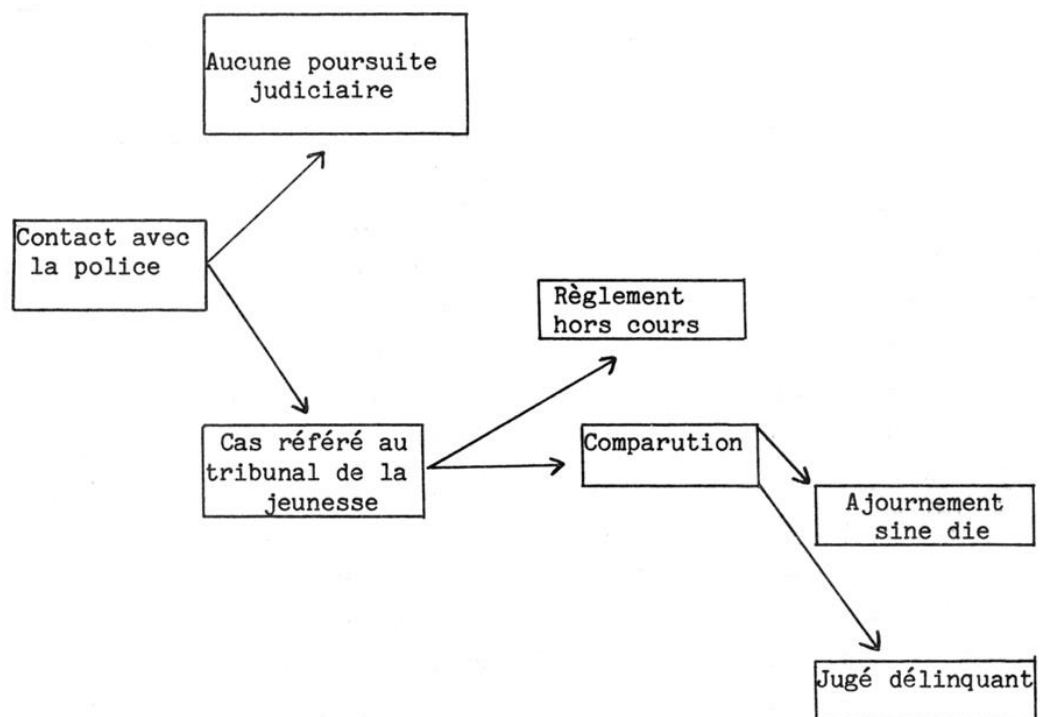 Aucune poursuite
judiciaire
Contact avec
la police
Règlement
hors cours
Cas référé au
tribunal de la
jeunesse
Comparution
Ajournement
sine die
Jugé délinquant